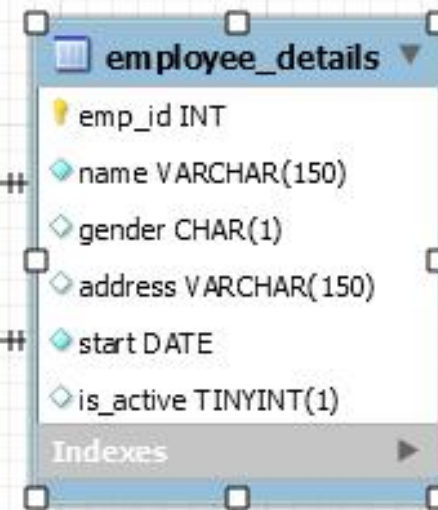 employee_details
emp_id INT
name VARCHAR(150)
gender CHAR(1)
address VARCHAR(150)
start DATE
is_active TINYINT(1)
Indexes